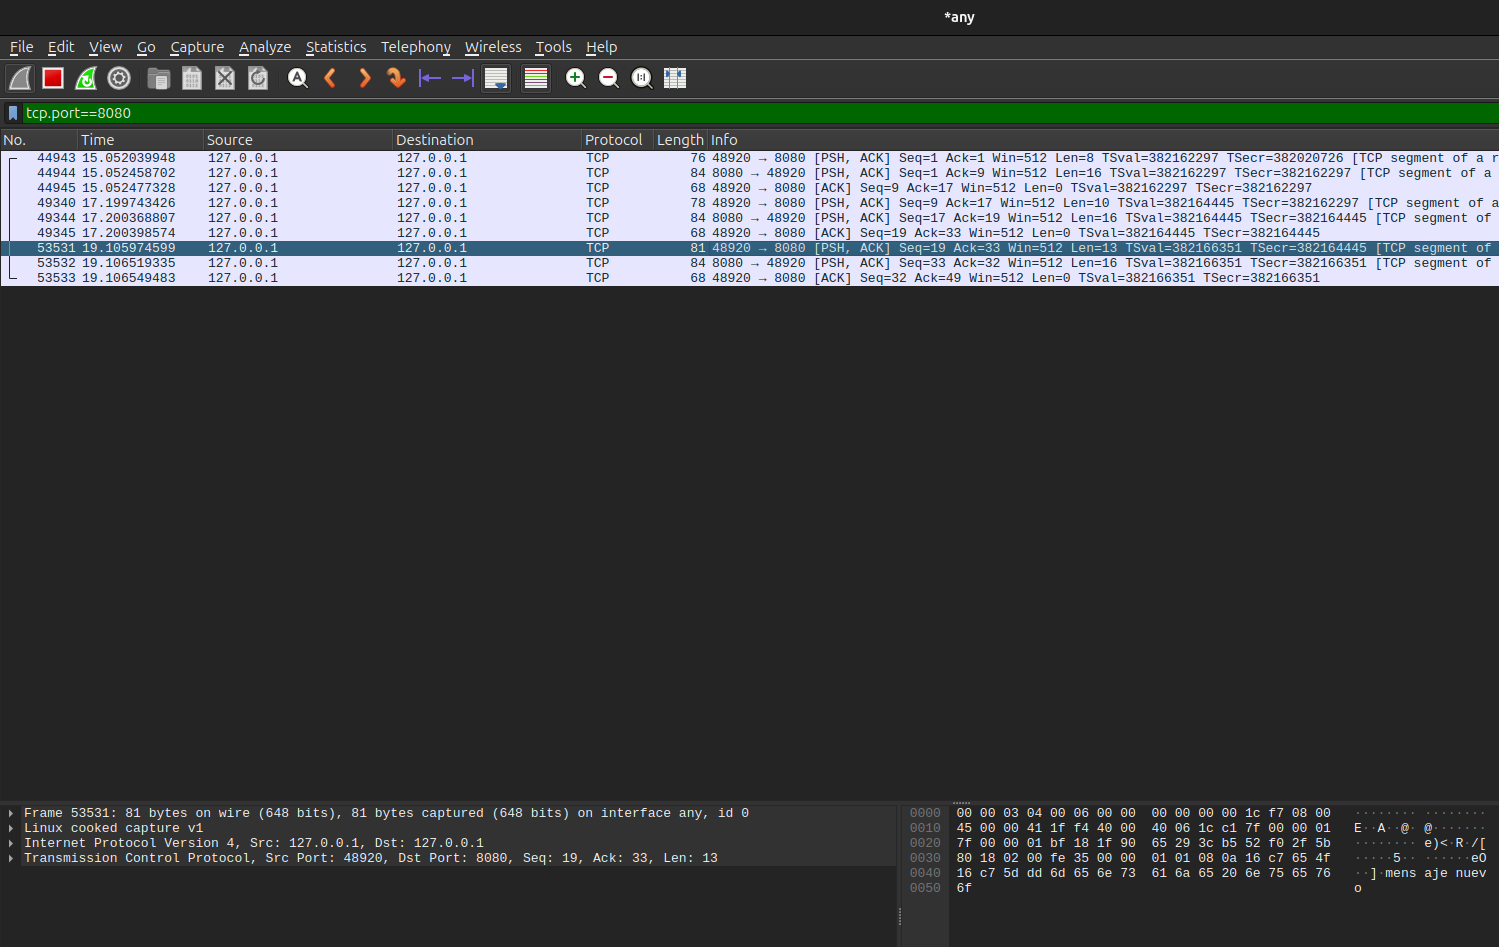 *any
File Edit View Go Capture Analyze Statistics Telephony Wireless Tools Help
tcp.port==8080
No. Time Source Destination Protocol Length Info
44943 15.052039948 127.0.0.1 127.0.0.1 TCP 76 48920 → 8080 [PSH, ACK] Seq=1 Ack=1 Win=512 Len=8 TSval=382162297 TSecr=382020726 [TCP segment of a r
44944 15.052458702 127.0.0.1 127.0.0.1 TCP 84 8080 → 48920 [PSH, ACK] Seq=1 Ack=9 Win=512 Len=16 TSval=382162297 TSecr=382162297 [TCP segment of a
44945 15.052477328 127.0.0.1 127.0.0.1 TCP 68 48920 → 8080 [ACK] Seq=9 Ack=17 Win=512 Len=0 TSval=382162297 TSecr=382162297
49340 17.199743426 127.0.0.1 127.0.0.1 TCP 78 48920 → 8080 [PSH, ACK] Seq=9 Ack=17 Win=512 Len=10 TSval=382164445 TSecr=382162297 [TCP segment of a
49344 17.200368807 127.0.0.1 127.0.0.1 TCP 84 8080 → 48920 [PSH, ACK] Seq=17 Ack=19 Win=512 Len=16 TSval=382164445 TSecr=382164445 [TCP segment of
49345 17.200398574 127.0.0.1 127.0.0.1 TCP 68 48920 → 8080 [ACK] Seq=19 Ack=33 Win=512 Len=0 TSval=382164445 TSecr=382164445
53531 19.105974599 127.0.0.1 127.0.0.1 TCP 81 48920 → 8080 [PSH, ACK] Seq=19 Ack=33 Win=512 Len=13 TSval=382166351 TSecr=382164445 [TCP segment of
53532 19.106519335 127.0.0.1 127.0.0.1 TCP 84 8080 → 48920 [PSH, ACK] Seq=33 Ack=32 Win=512 Len=16 TSval=382166351 TSecr=382166351 [TCP segment of
53533 19.106549483 127.0.0.1 127.0.0.1 TCP 68 48920 → 8080 [ACK] Seq=32 Ack=49 Win=512 Len=0 TSval=382166351 TSecr=382166351
Frame 53531: 81 bytes on wire (648 bits), 81 bytes captured (648 bits) on interface any, id 0
Linux cooked capture v1
Internet Protocol Version 4, Src: 127.0.0.1, Dst: 127.0.0.1
Transmission Control Protocol, Src Port: 48920, Dst Port: 8080, Seq: 19, Ack: 33, Len: 13
0000 00 00 03 04 00 06 00 00 00 00 00 00 1c f7 08 00 ········ ········
0010 45 00 00 41 1f f4 40 00 40 06 1c c1 7f 00 00 01 E··A··@· @·······
0020 7f 00 00 01 bf 18 1f 90 65 29 3c b5 52 f0 2f 5b ········ e)<·R·/[
0030 80 18 02 00 fe 35 00 00 01 01 08 0a 16 c7 65 4f ·····5·· ······eO
0040 16 c7 5d dd 6d 65 6e 73 61 6a 65 20 6e 75 65 76 ··]·mens aje nuev
0050 6f o